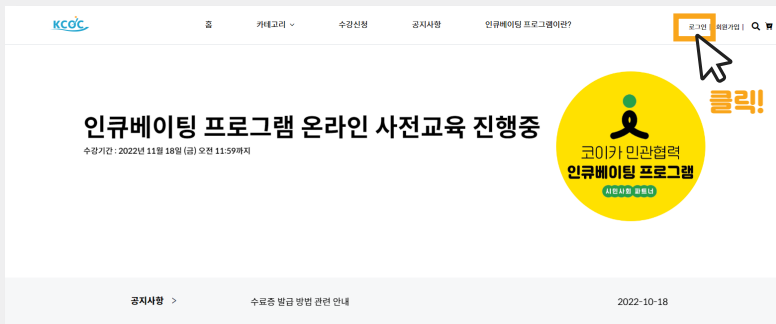 KCOC
홈
카테고리
수강신청
공지사항
인큐베이팅 프로그램이란?
로그인 | 회원가입 |
클릭!
인큐베이팅 프로그램 온라인 사전교육 진행중
수강기간 : 2022년 11월 18일 (금) 오전 11:59까지
코이카 민관협력
인큐베이팅 프로그램
시민사회 파트너
공지사항 >
수료증 발급 방법 관련 안내
2022-10-18